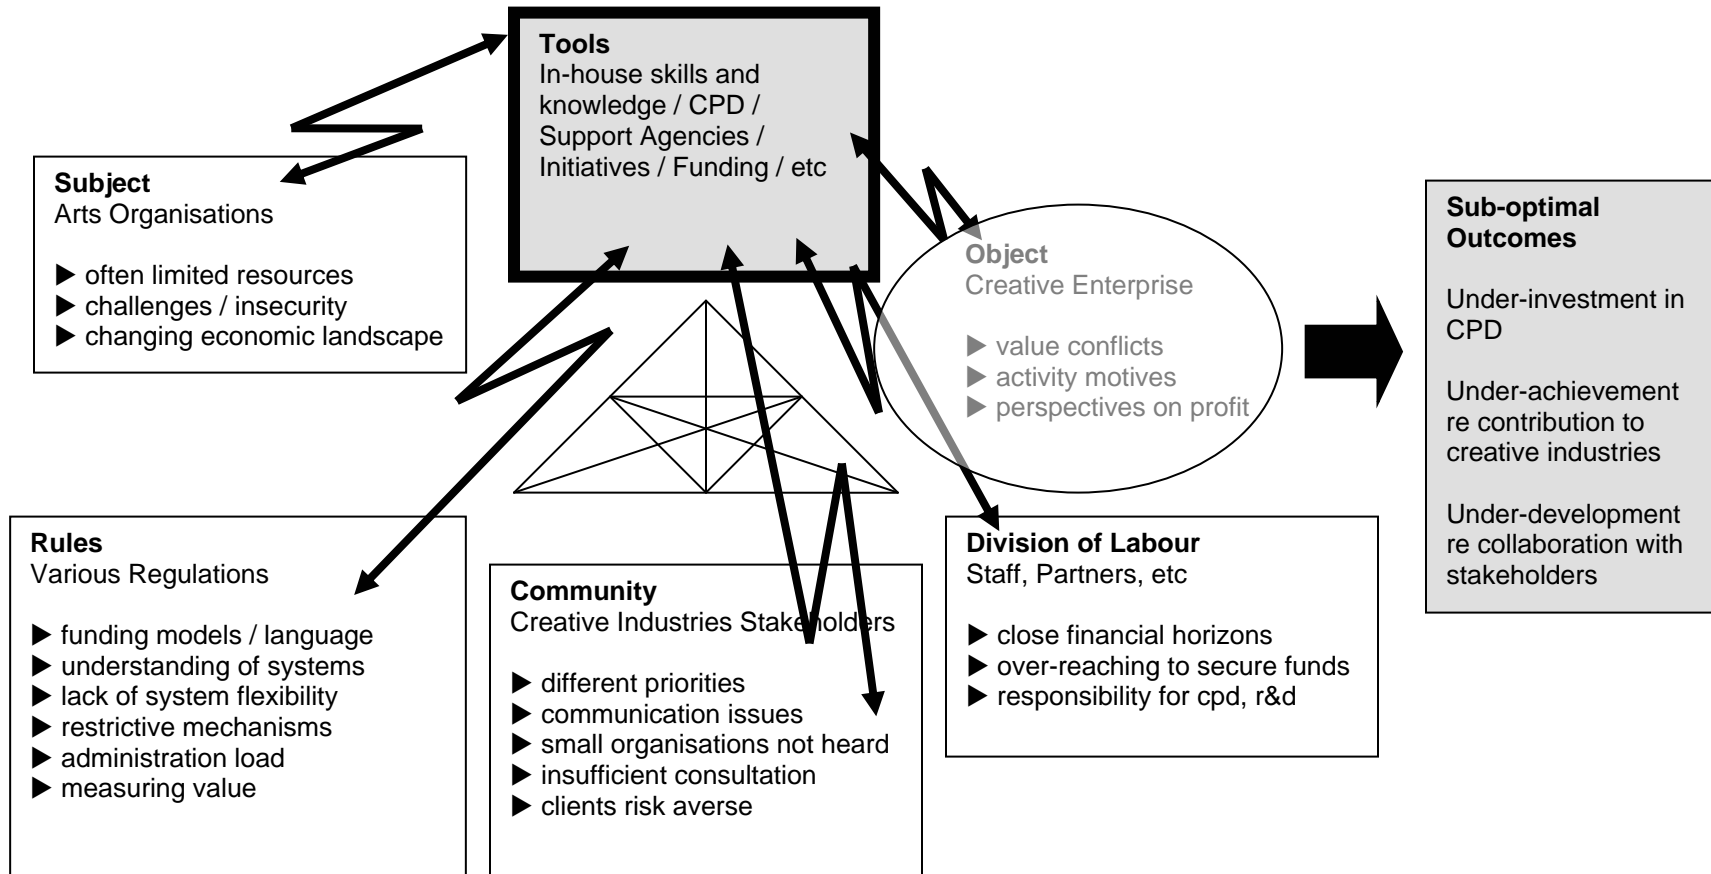 Tools
In-house skills and
knowledge / CPD /
Support Agencies /
Initiatives / Funding / etc
Subject
Arts Organisations
▶ often limited resources
▶ challenges / insecurity
▶ changing economic landscape
Object
Creative Enterprise
▶ value conflicts
▶ activity motives
▶ perspectives on profit
Sub-optimal
Outcomes
Under-investment in
CPD
Under-achievement
re contribution to
creative industries
Under-development
re collaboration with
stakeholders
Rules
Various Regulations
▶ funding models / language
▶ understanding of systems
▶ lack of system flexibility
▶ restrictive mechanisms
▶ administration load
▶ measuring value
Community
Creative Industries Stakeholders
▶ different priorities
▶ communication issues
▶ small organisations not heard
▶ insufficient consultation
▶ clients risk averse
Division of Labour
Staff, Partners, etc
▶ close financial horizons
▶ over-reaching to secure funds
▶ responsibility for cpd, r&d